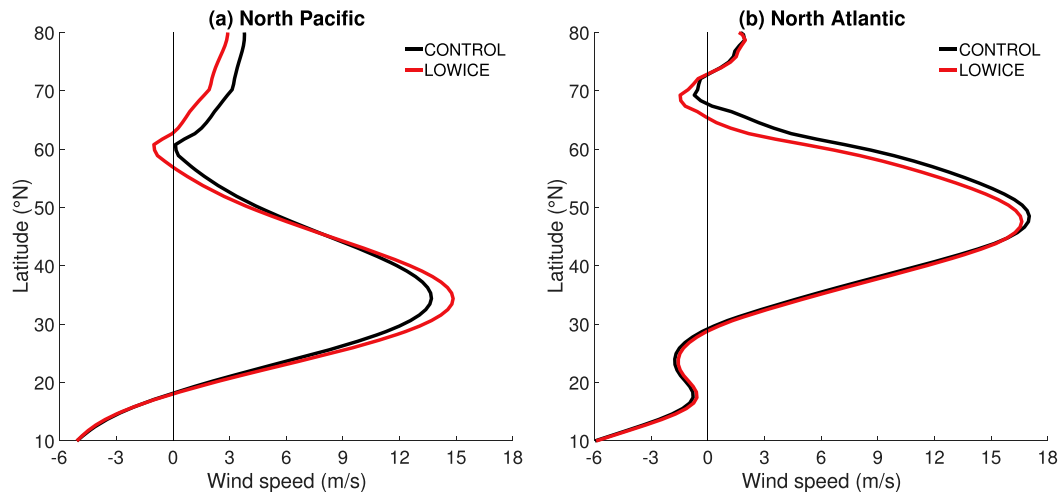 (a) North Pacific
CONTROL
LOWICE
80
70
60
50
40
30
20
10
Latitude (°N)
-6 -3 0 3 6 9 12 15 18
Wind speed (m/s)
(b) North Atlantic
CONTROL
LOWICE
80
70
60
50
40
30
20
10
Latitude (°N)
-6 -3 0 3 6 9 12 15 18
Wind speed (m/s)